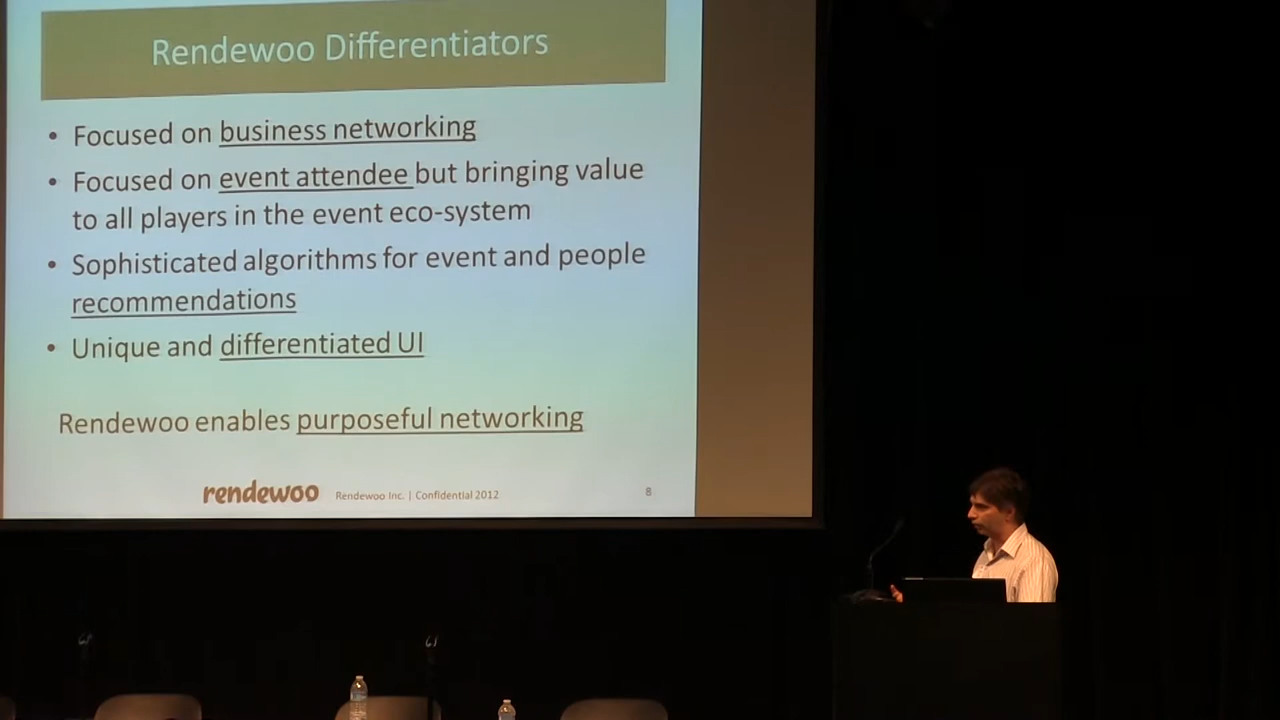 Rendewoo Differentiators
• Focused on business networking
• Focused on event attendee but bringing value
to all players in the event eco-system
• Sophisticated algorithms for event and people
recommendations
• Unique and differentiated UI
Rendewoo enables purposeful networking
rendewoo Rendewoo Inc. | Confidential 2012 8